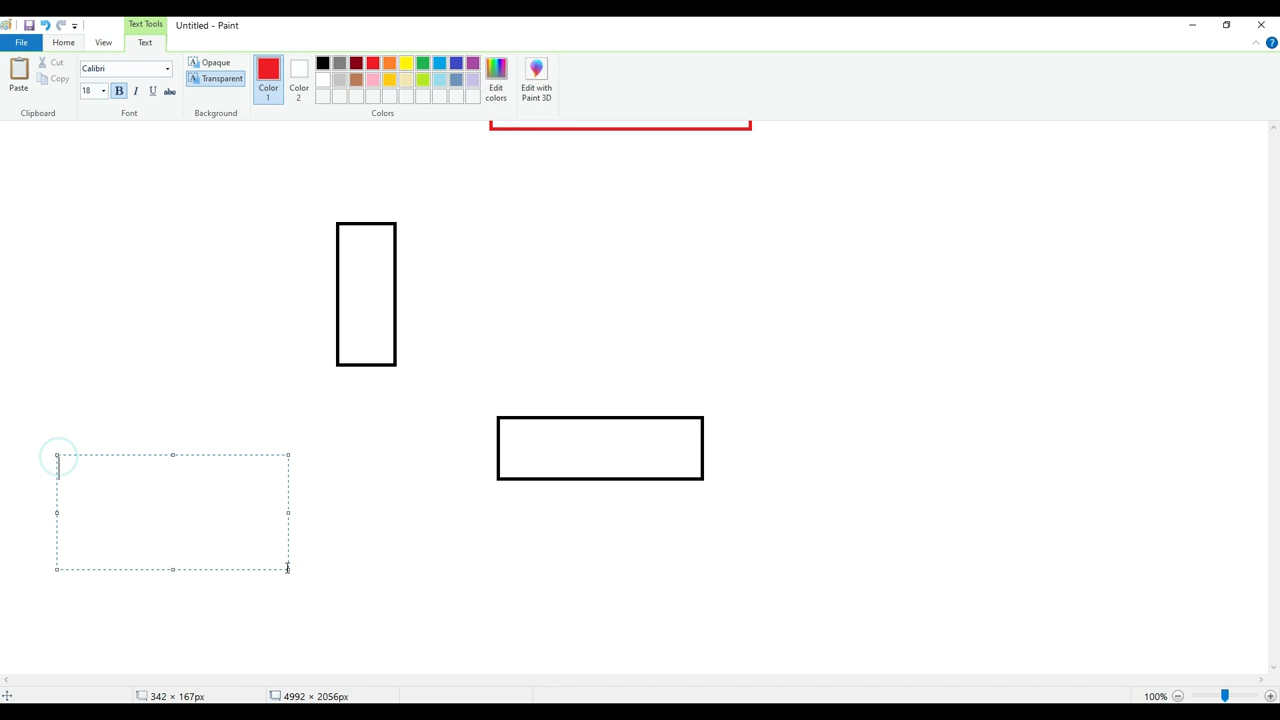 Text Tools
Untitled - Paint
File
Home
View
Text
Paste
Cut
Copy
Clipboard
Calibri
18
B
I
U
abc
Font
Opaque
Transparent
Background
Color
1
Color
2
Edit
colors
Colors
Edit with
Paint 3D
342 × 167px
4992 × 2056px
100%